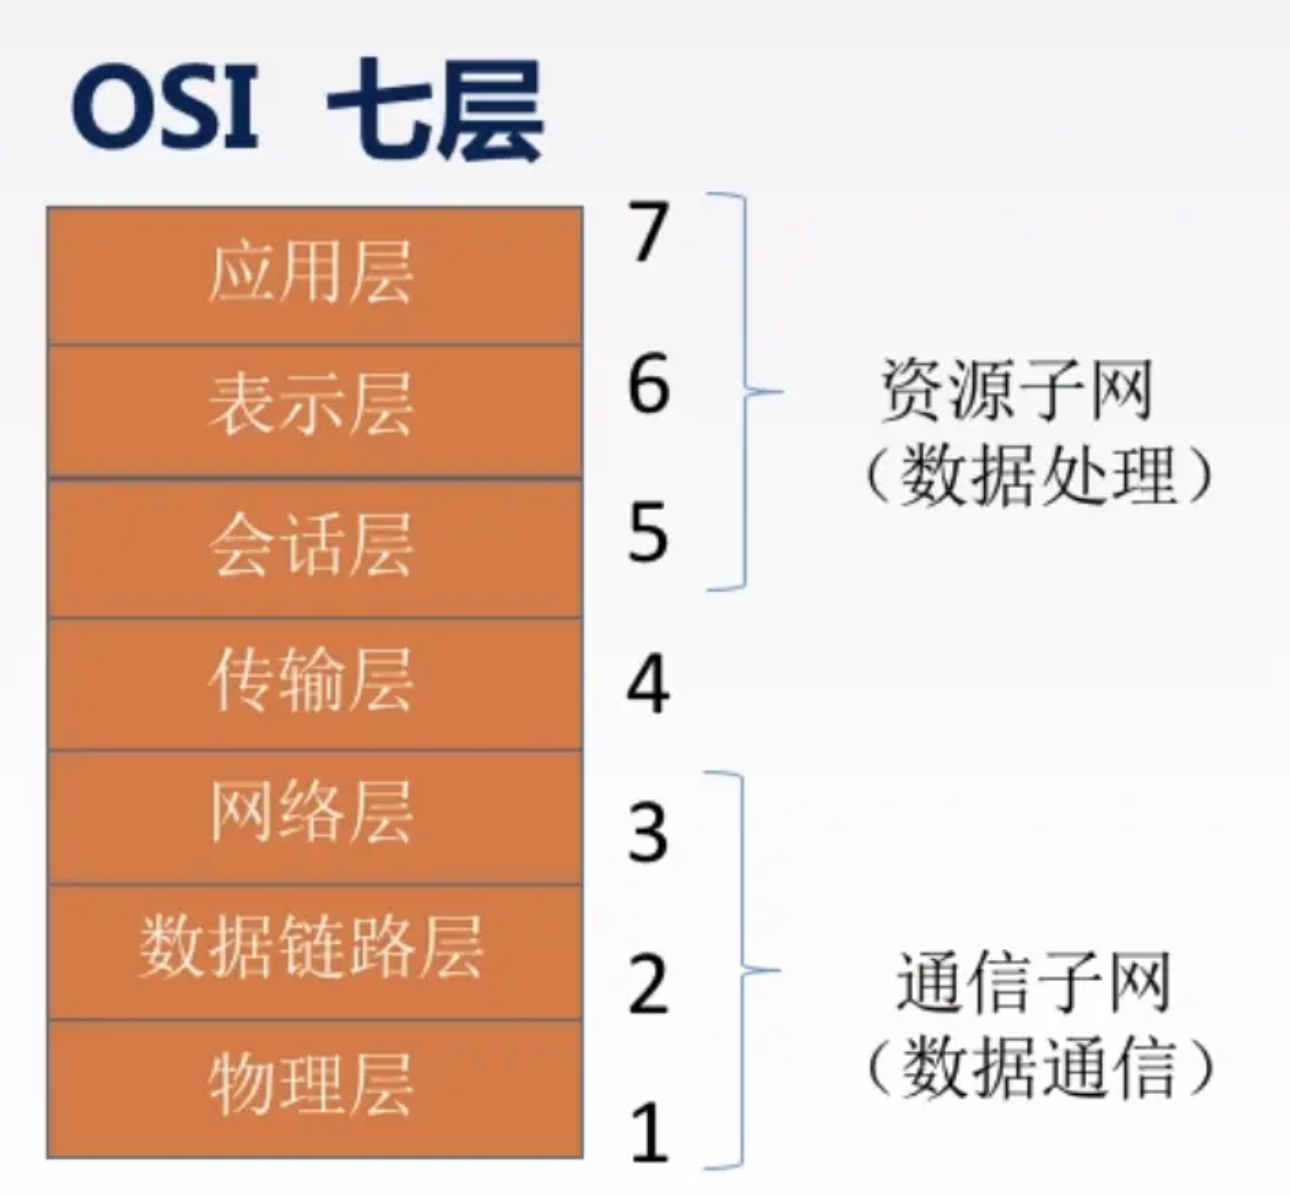 OSI 七层
应用层
7
表示层
6
资源子网
（数据处理）
会话层
5
传输层
4
网络层
3
数据链路层
2
通信子网
（数据通信）
物理层
1